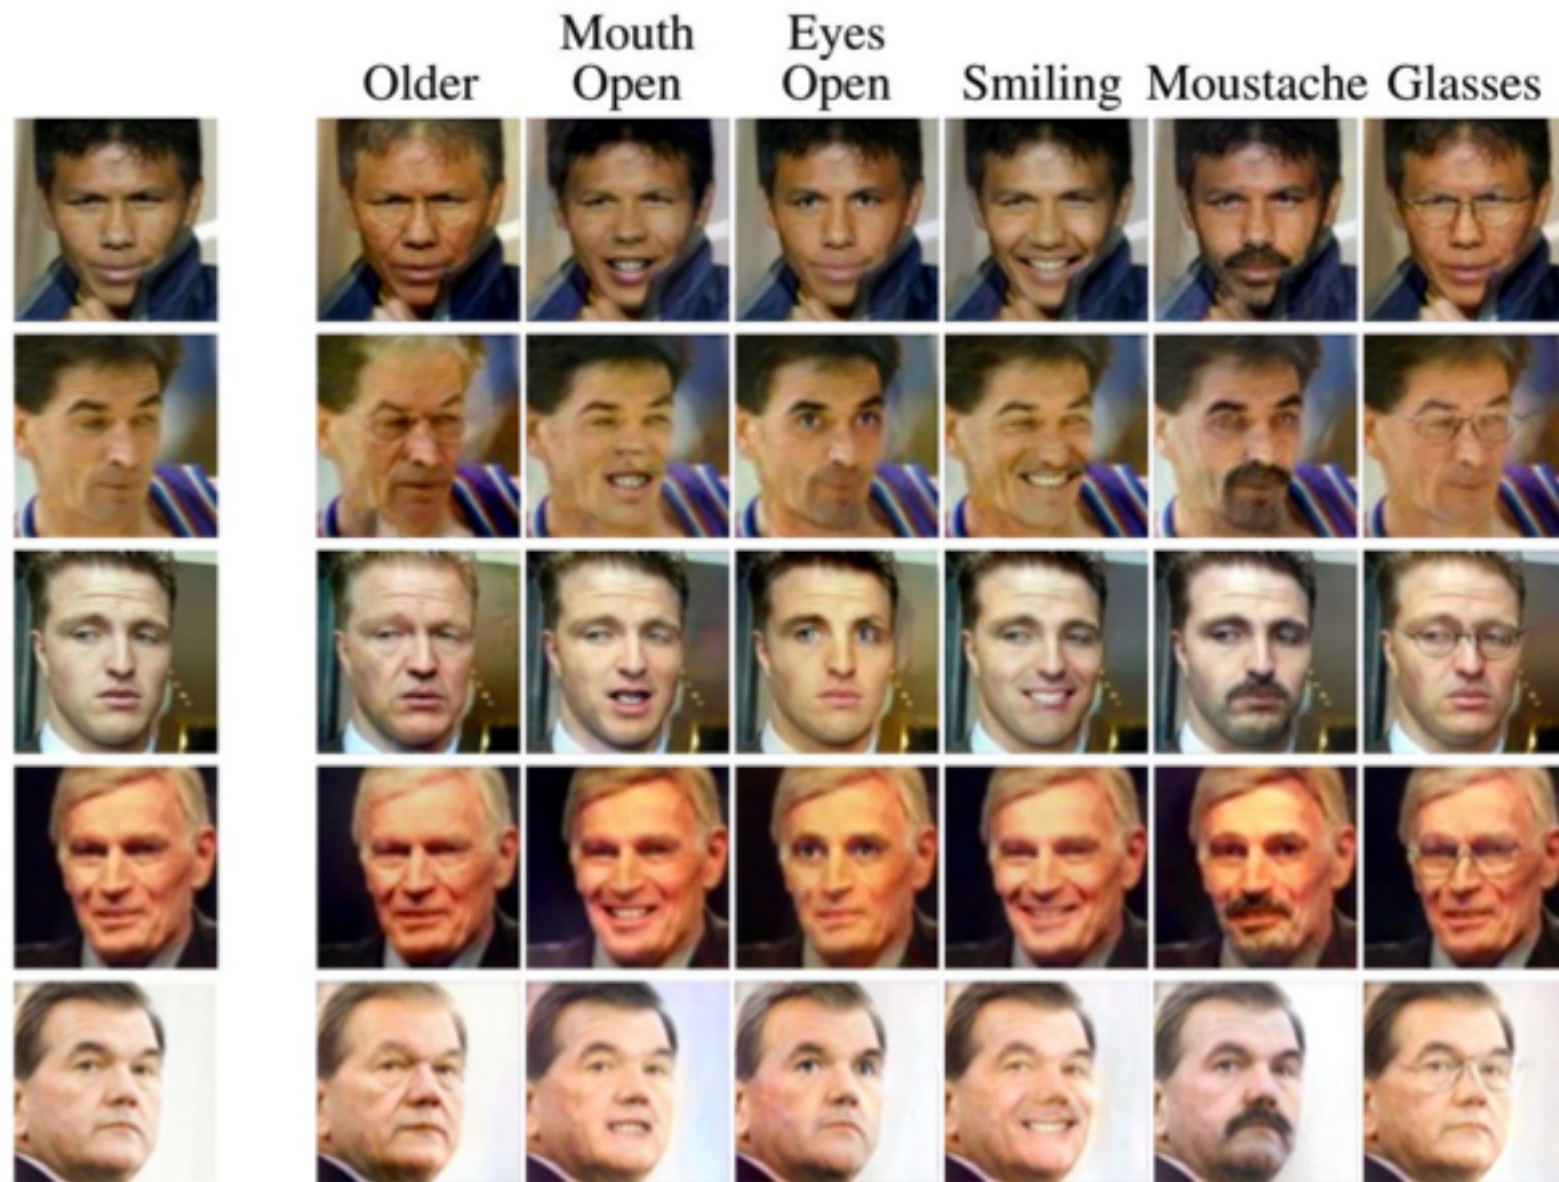 Older
Mouth
Open
Eyes
Open
Smiling
Moustache
Glasses